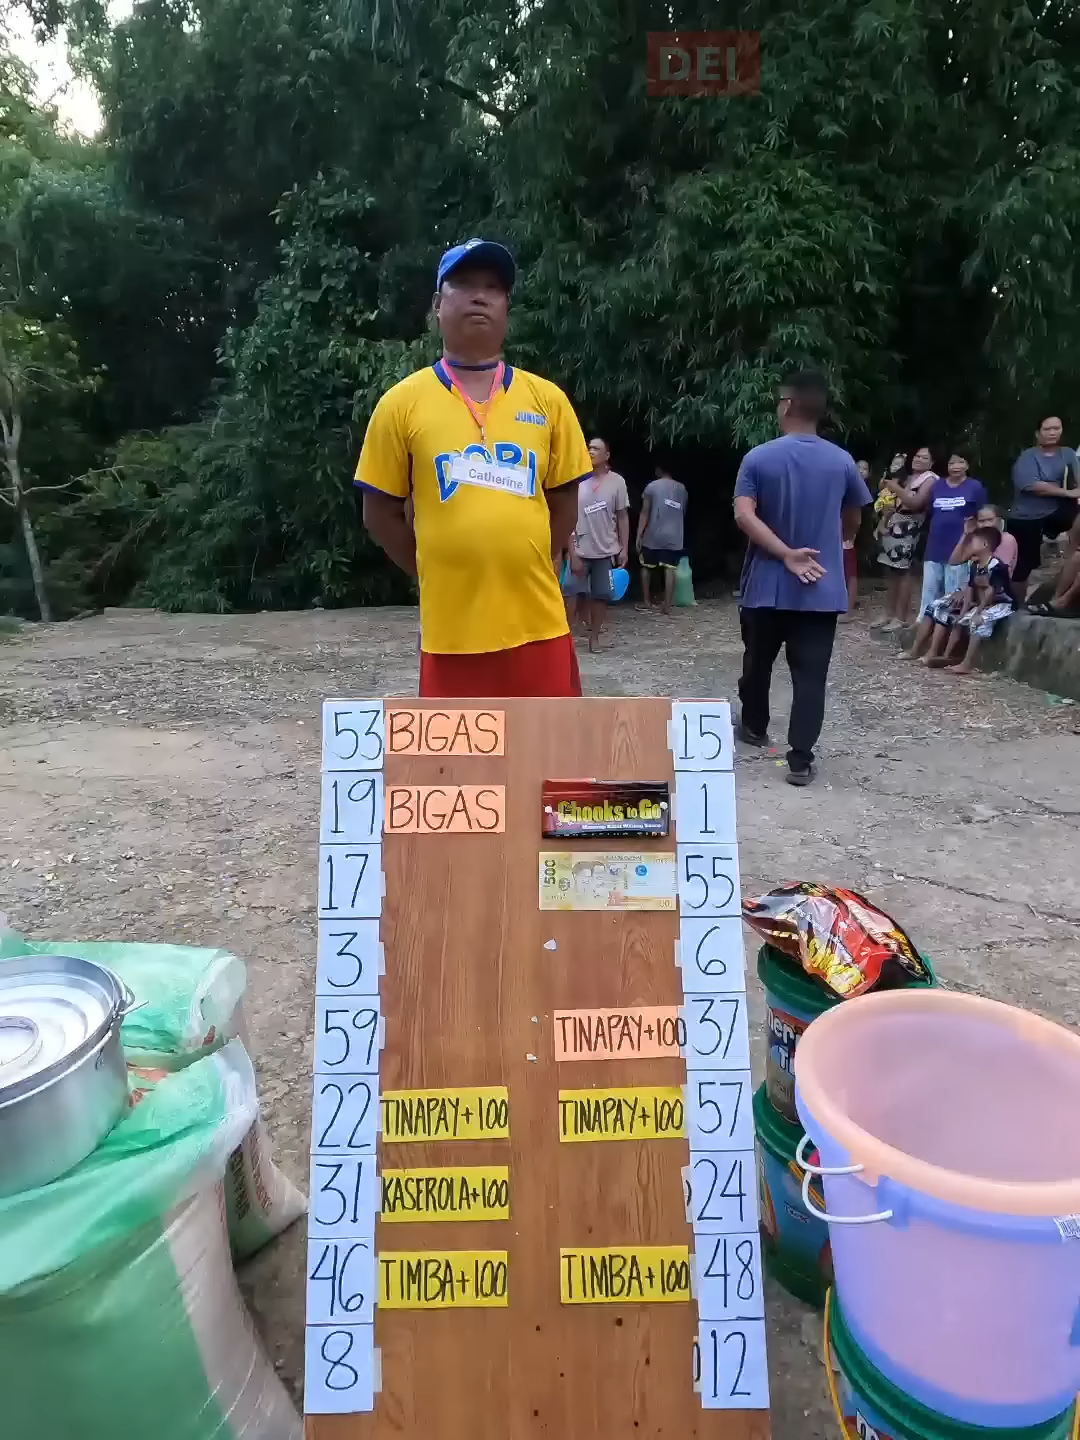 DEI
JUNIOR
Catherine
53 BIGAS 15
19 BIGAS Chooks to Go 1
17 500 55
3 6
59 TINAPAY+100 37
22 TINAPAY+100 TINAPAY+100 57
31 KASEROLA+100 24
46 TIMBA+100 TIMBA+100 48
8 12